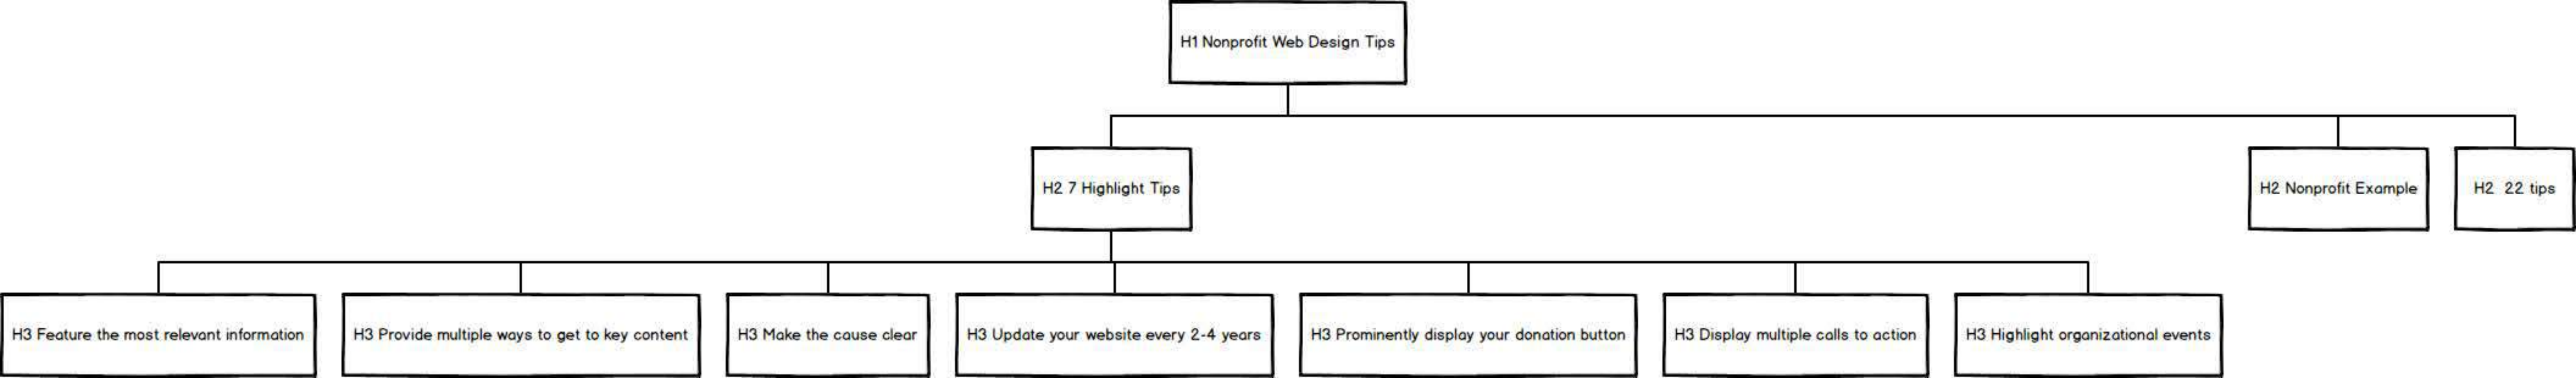 H1 Nonprofit Web Design Tips
H2 7 Highlight Tips
H2 Nonprofit Example
H2 22 tips
H3 Feature the most relevant information
H3 Provide multiple ways to get to key content
H3 Make the cause clear
H3 Update your website every 2-4 years
H3 Prominently display your donation button
H3 Display multiple calls to action
H3 Highlight organizational events